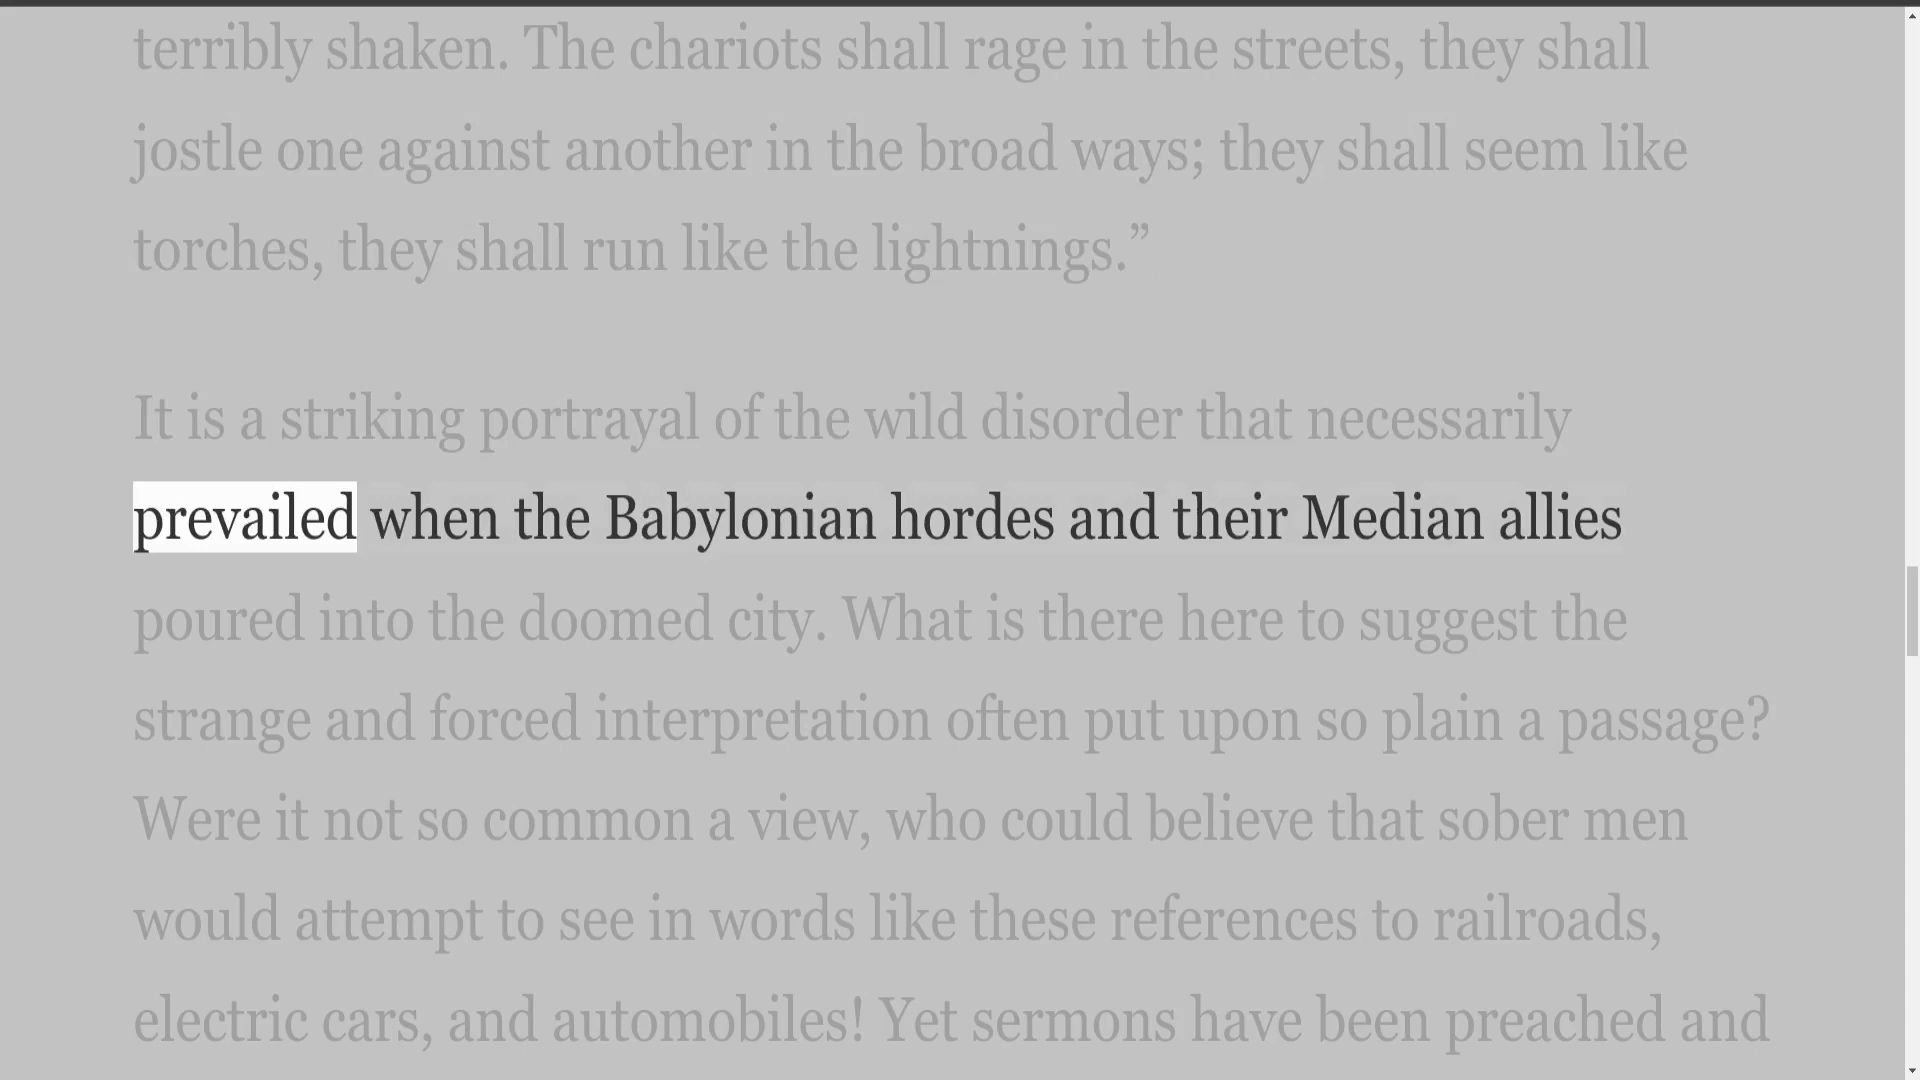 terribly shaken. The chariots shall rage in the streets, they shall
jostle one against another in the broad ways; they shall seem like
torches, they shall run like the lightnings.”
It is a striking portrayal of the wild disorder that necessarily
prevailed when the Babylonian hordes and their Median allies
poured into the doomed city. What is there here to suggest the
strange and forced interpretation often put upon so plain a passage?
Were it not so common a view, who could believe that sober men
would attempt to see in words like these references to railroads,
electric cars, and automobiles! Yet sermons have been preached and